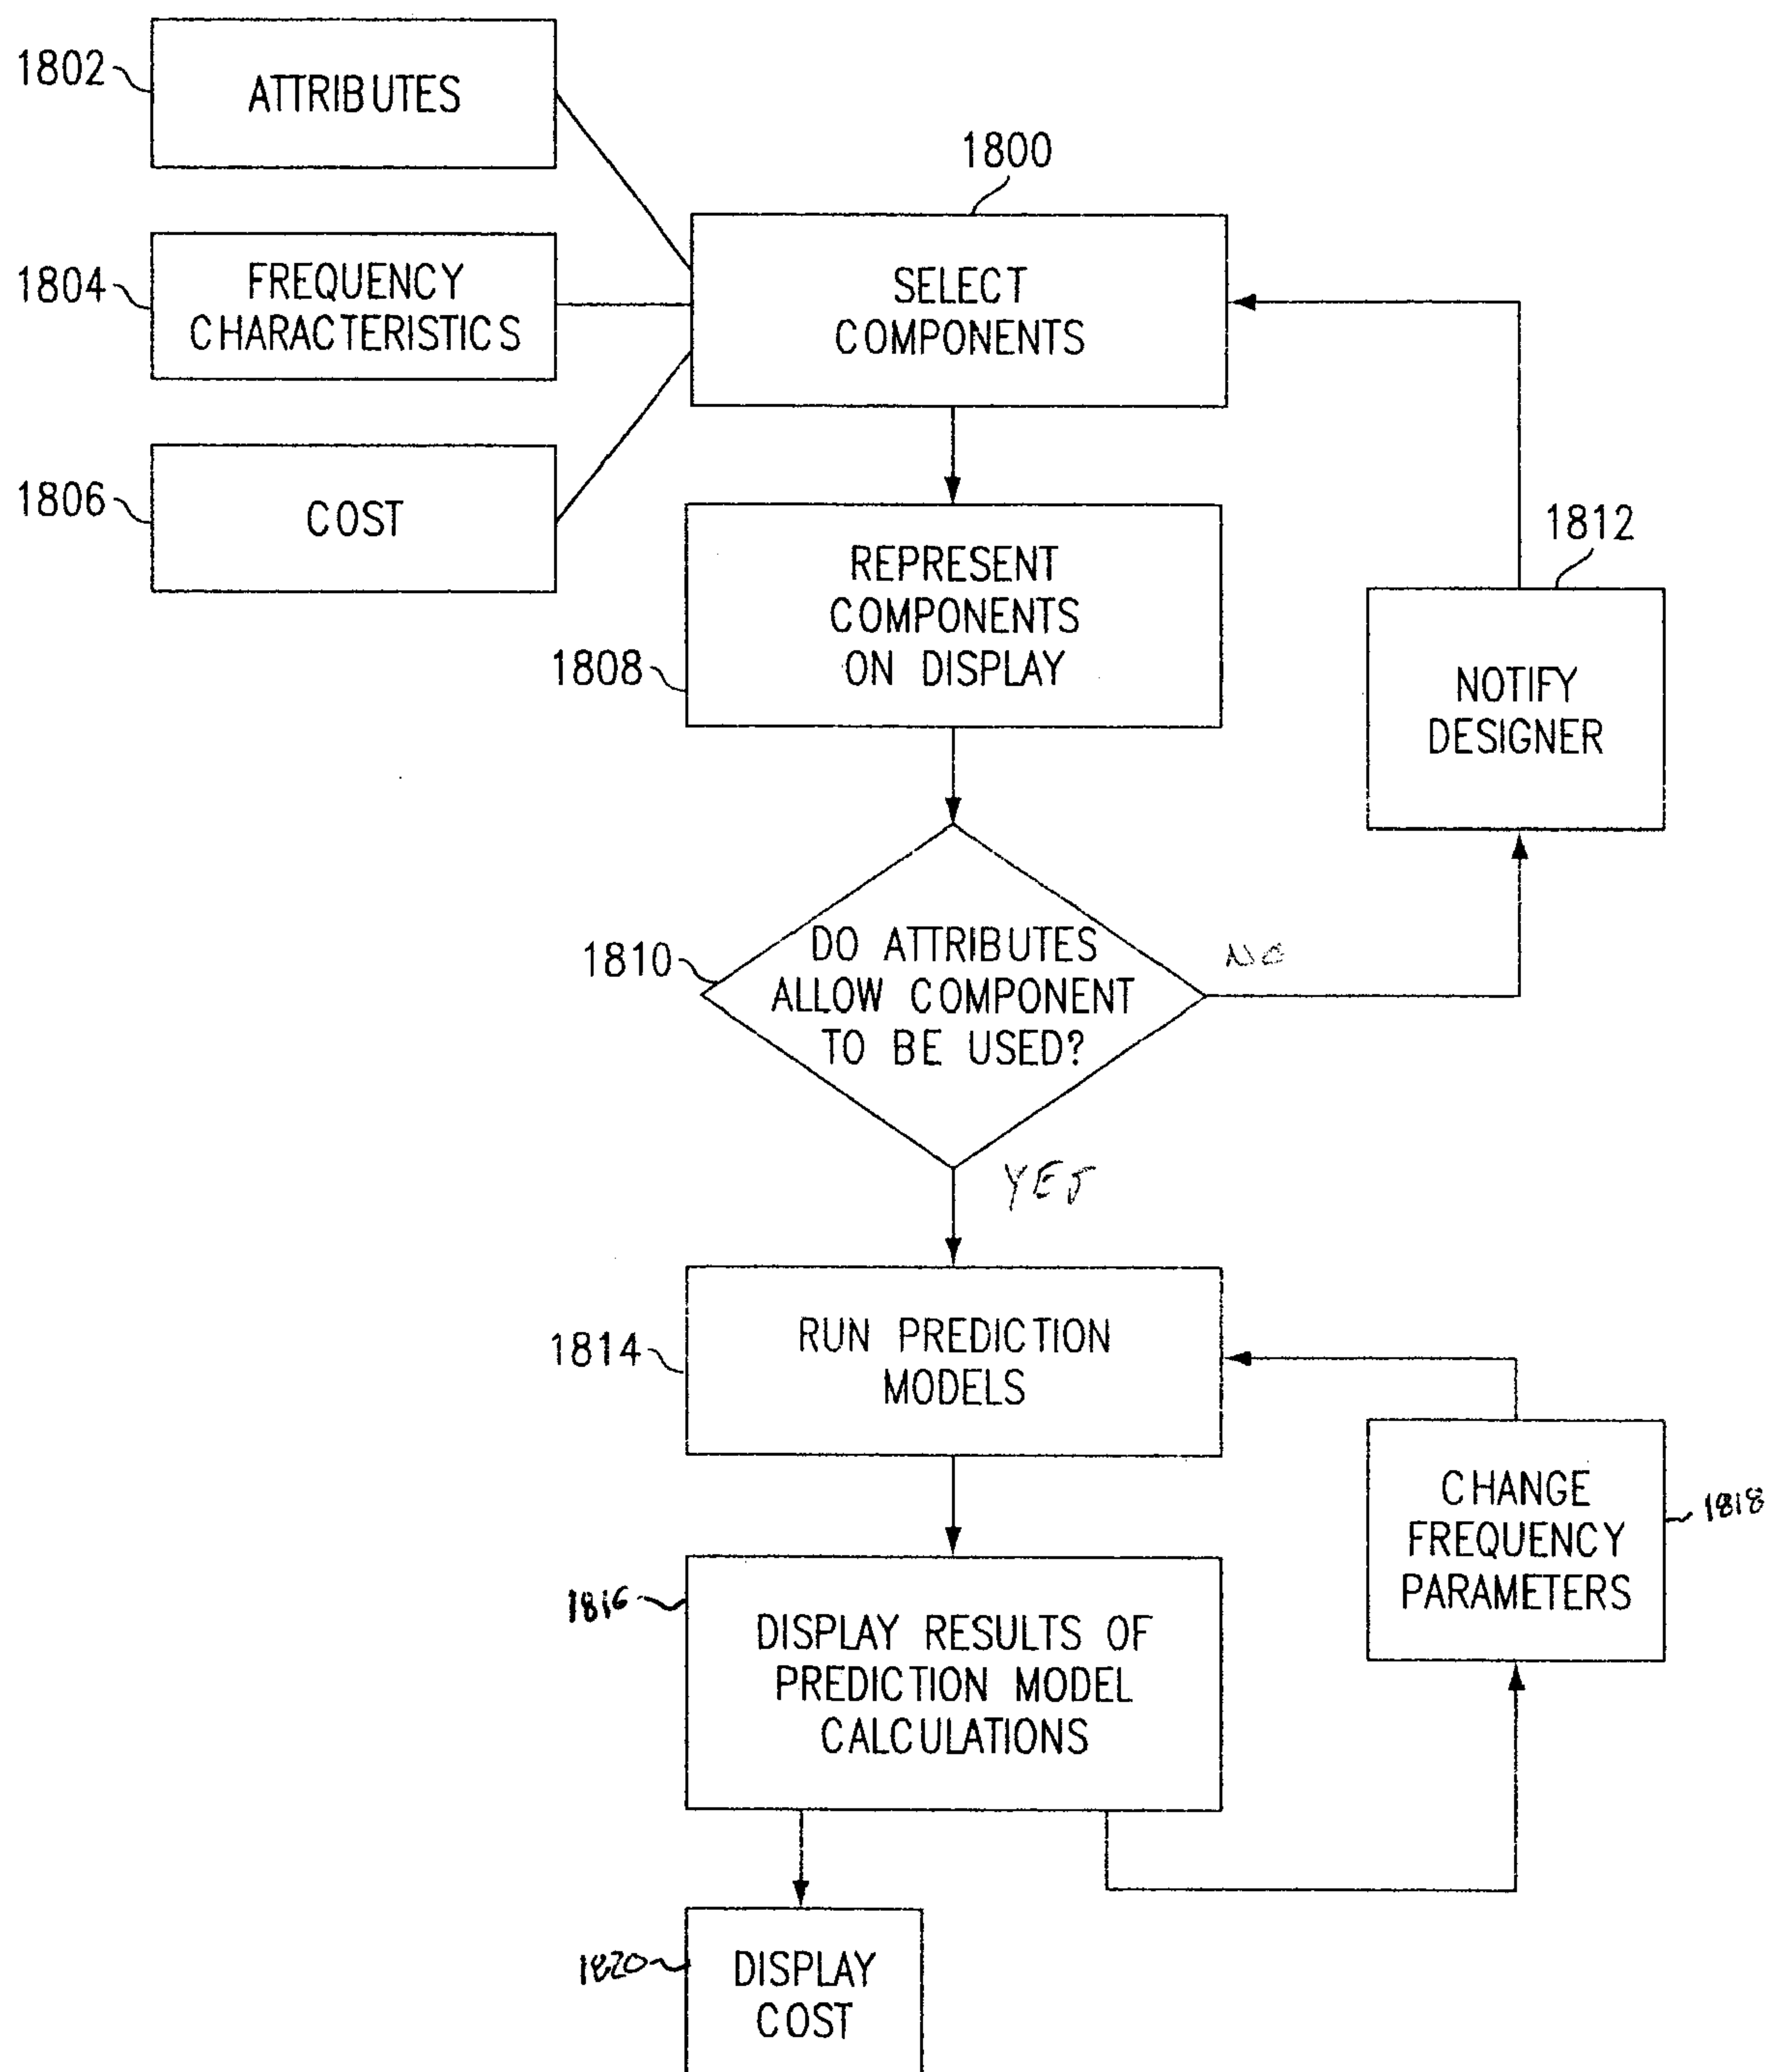 1802
ATTRIBUTES
1800
1804
FREQUENCY
CHARACTERISTICS
SELECT
COMPONENTS
1806
COST
1808
REPRESENT
COMPONENTS
ON DISPLAY
1812
NOTIFY
DESIGNER
1810
DO ATTRIBUTES
ALLOW COMPONENT
TO BE USED?
NO
YES
1814
RUN PREDICTION
MODELS
CHANGE
FREQUENCY
PARAMETERS
1818
1816
DISPLAY RESULTS OF
PREDICTION MODEL
CALCULATIONS
1820
DISPLAY
COST